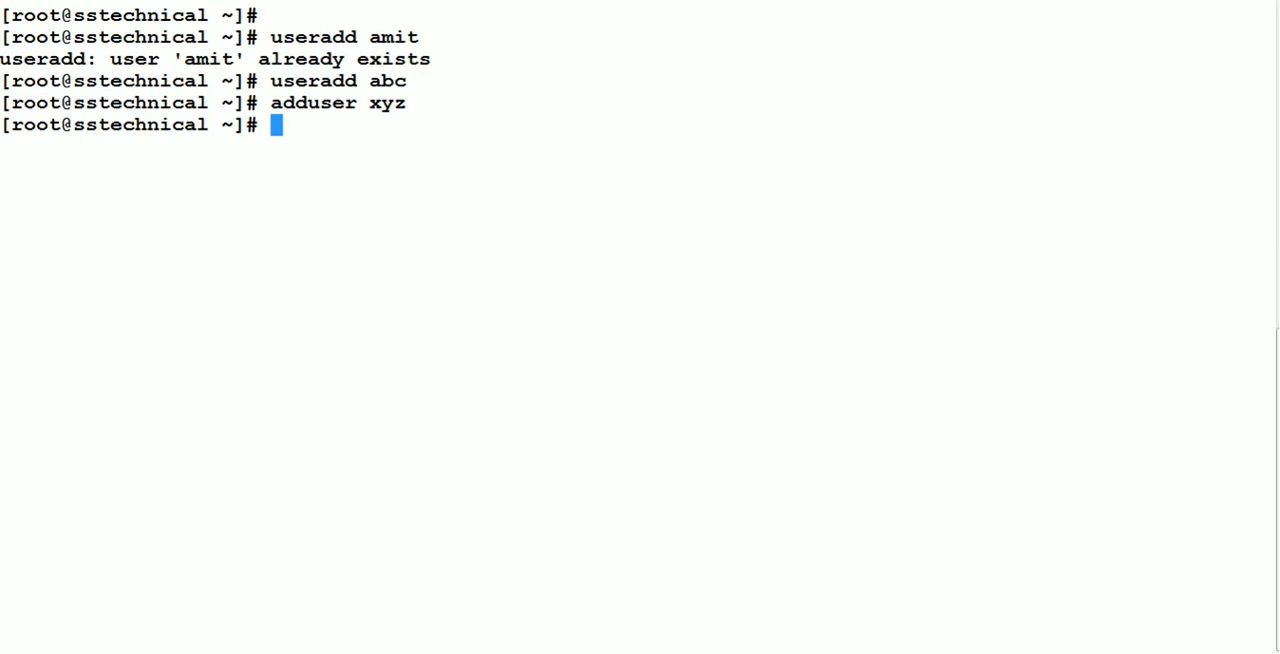 [root@sstechnical ~]#
[root@sstechnical ~]# useradd amit
useradd: user 'amit' already exists
[root@sstechnical ~]# useradd abc
[root@sstechnical ~]# adduser xyz
[root@sstechnical ~]#